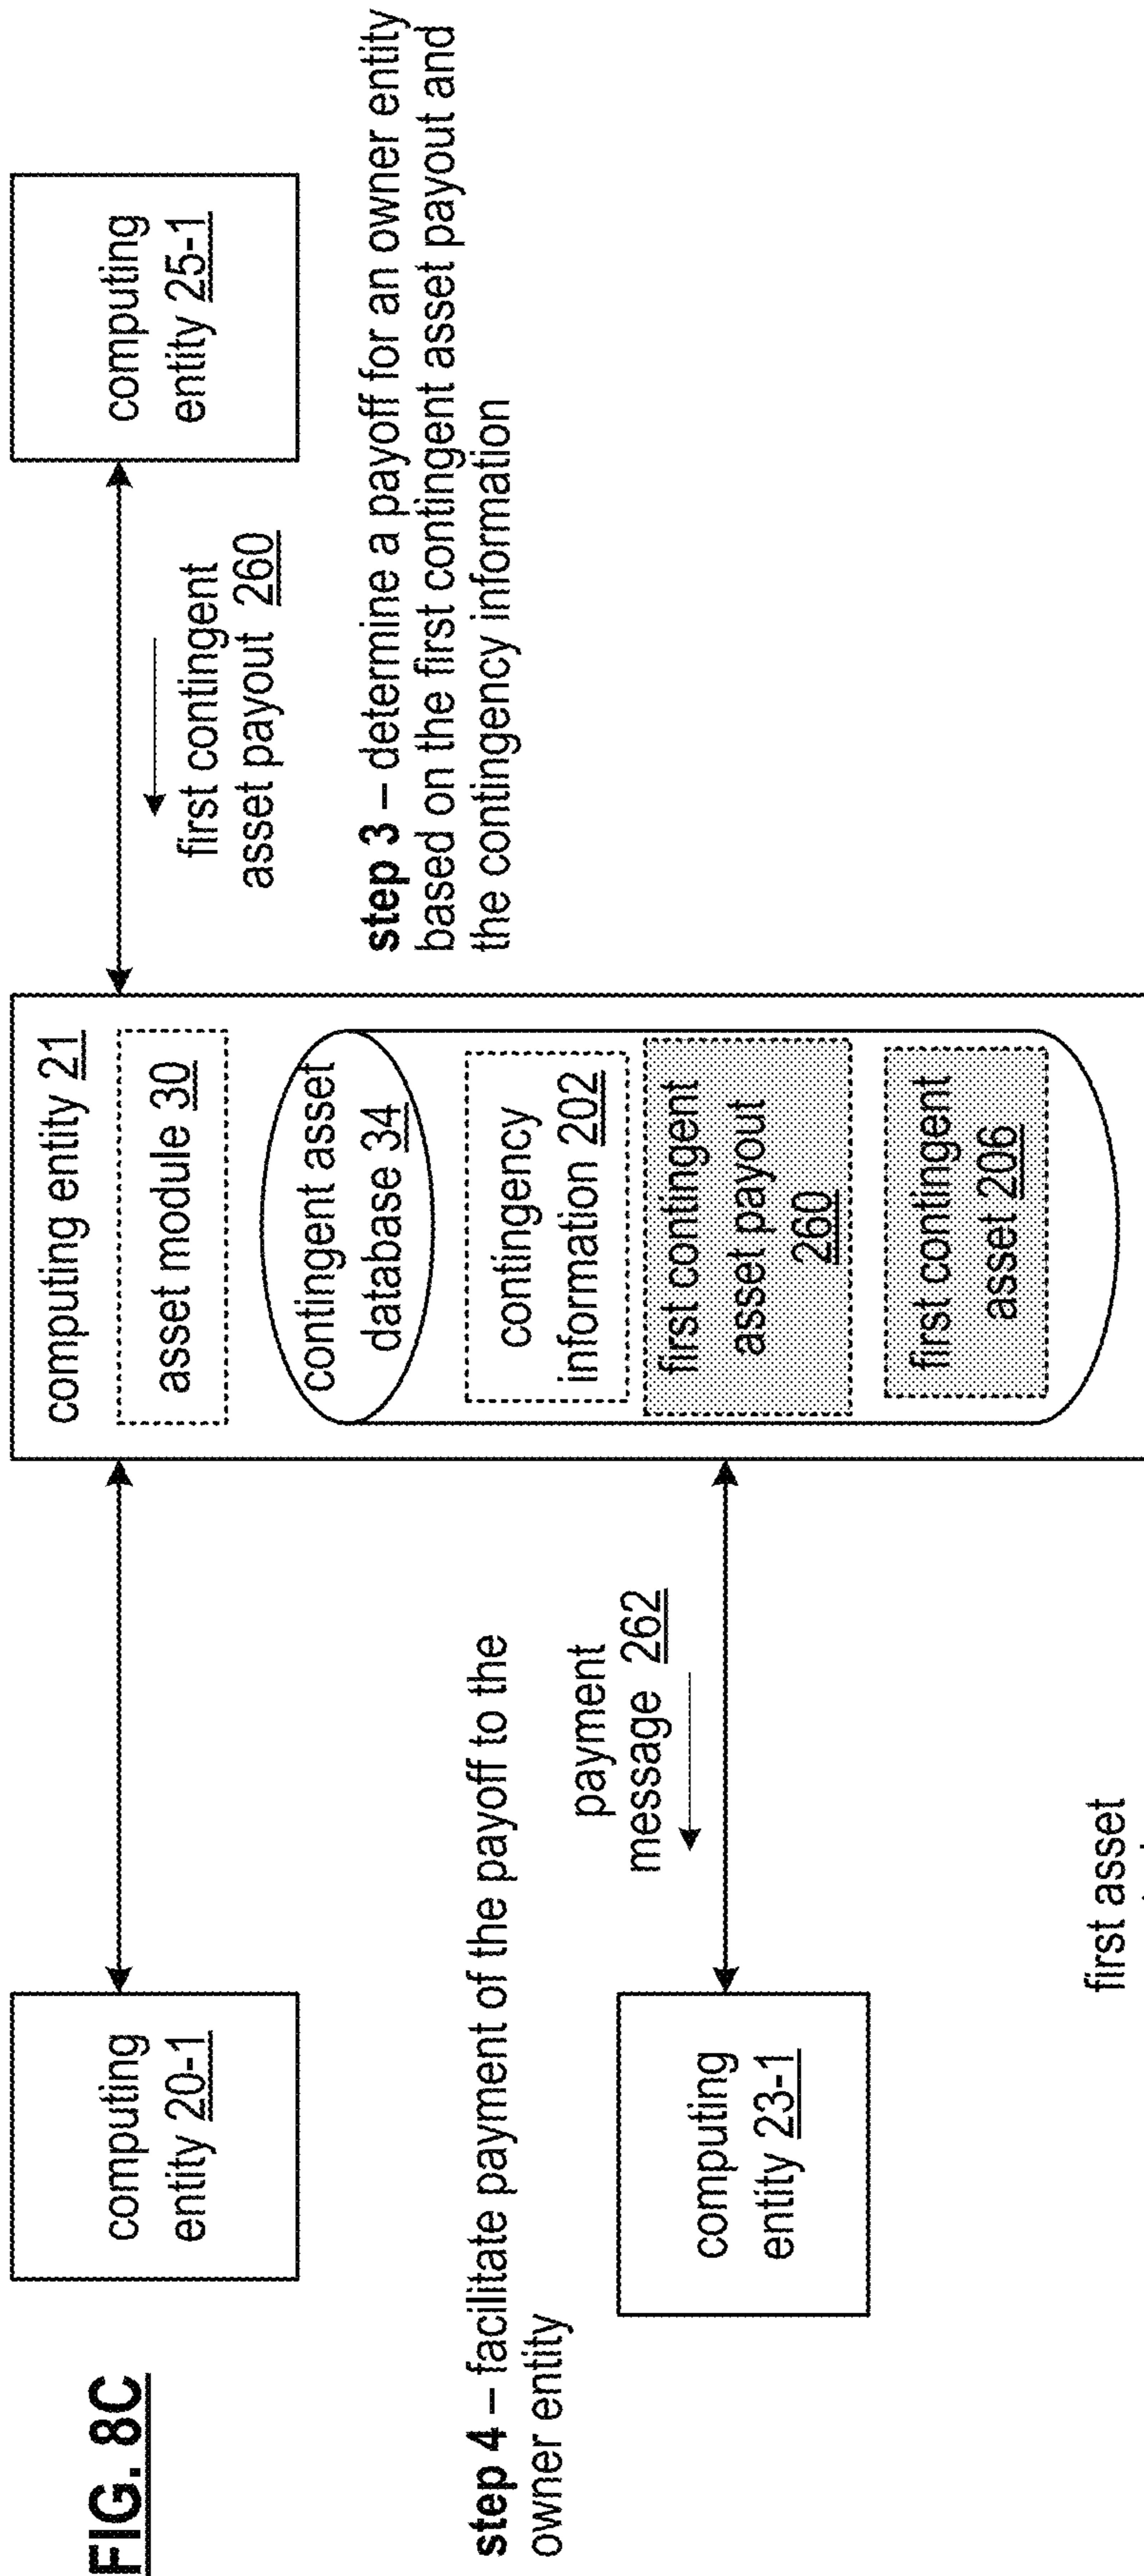 FIG. 8C
computing
entity 20-1
computing entity 21
asset module 30
contingent asset
database 34
contingency
information 202
first contingent
asset payout
260
first contingent
asset 206
computing
entity 25-1
first contingent
asset payout 260
step 3 – determine a payoff for an owner entity
based on the first contingent asset payout and
the contingency information
step 4 – facilitate payment of the payoff to the
owner entity
payment
message 262
computing
entity 23-1
first asset